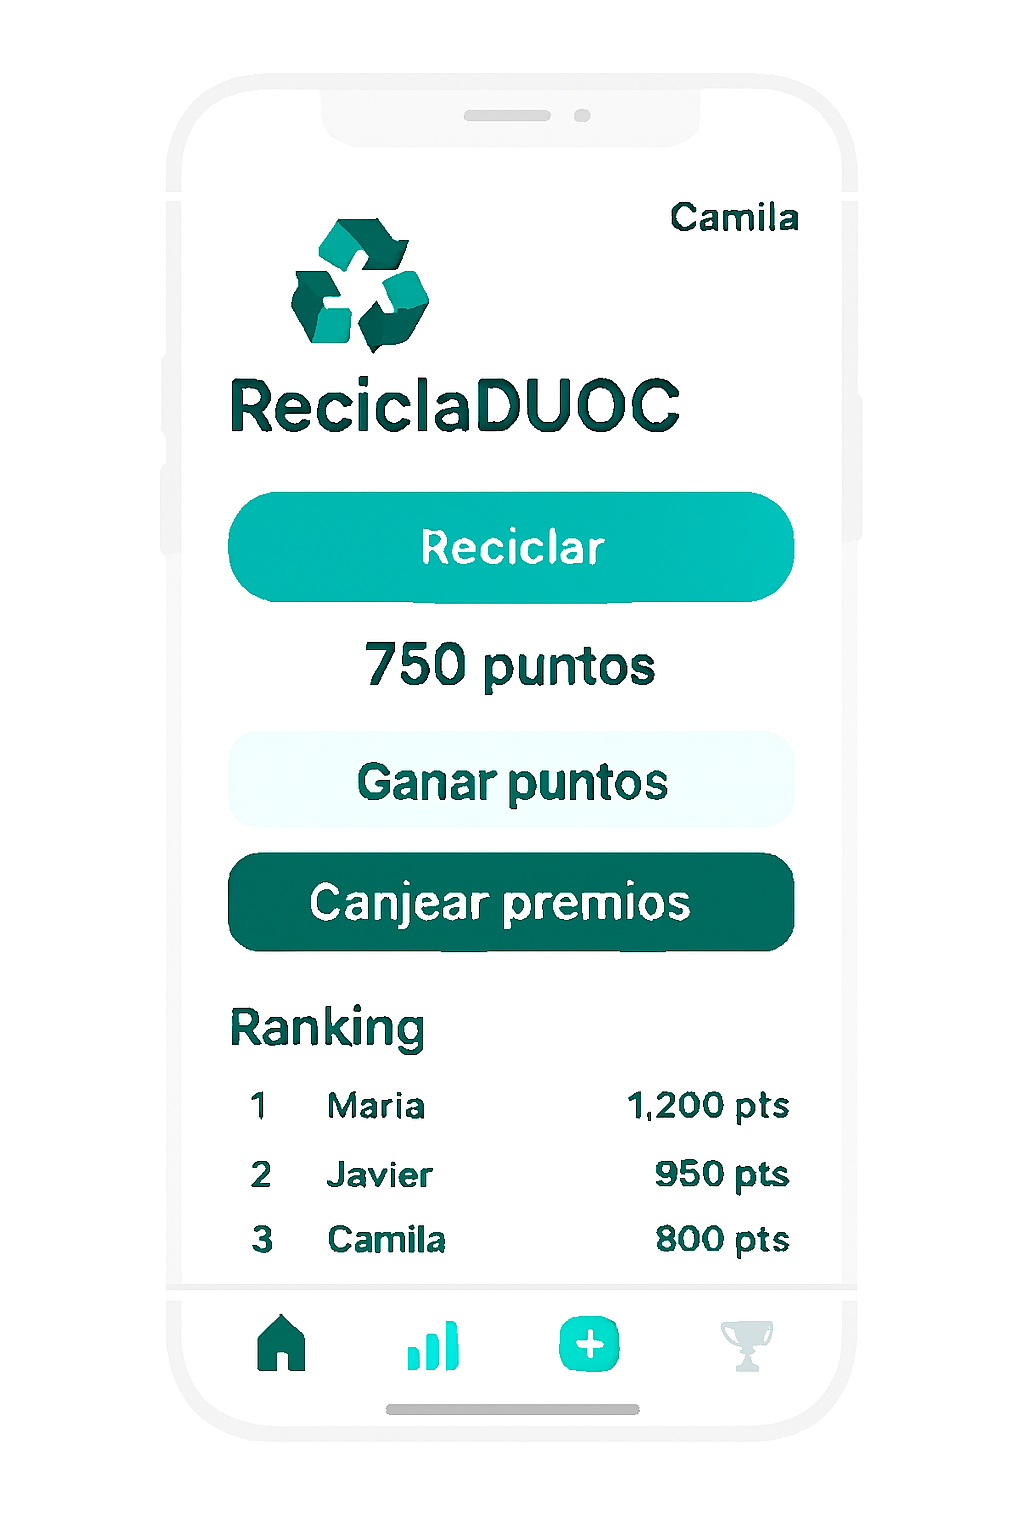 Camila
ReciclaDUOC
Reciclar
750 puntos
Ganar puntos
Canjear premios
Ranking
1 Maria 1,200 pts
2 Javier 950 pts
3 Camila 800 pts